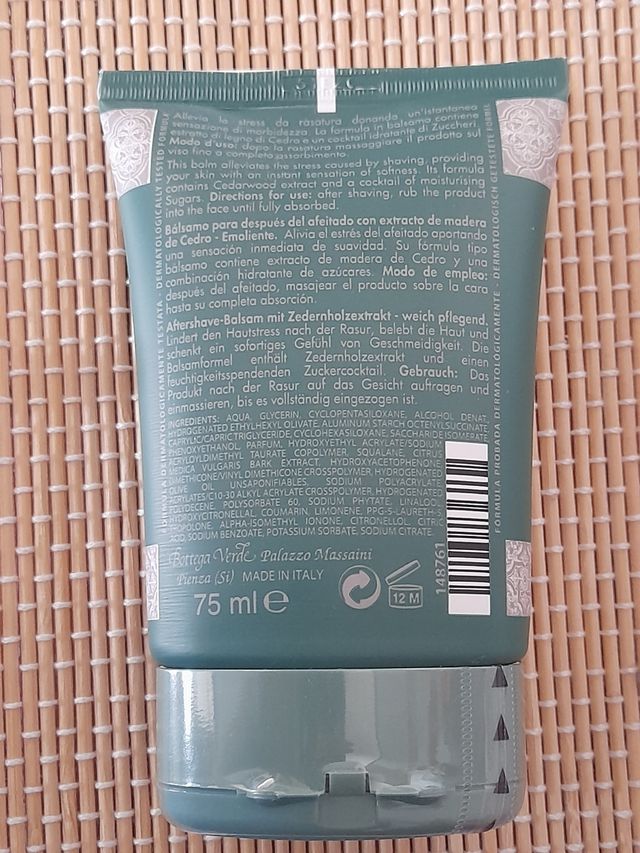 Allevia lo stress da rasatura donando un'istantanea
sensazione di morbidezza. La formula in balsamo contiene
estratto di legno di Cedro e un cocktail idratante di Zuccheri.
Modo d'uso: dopo la rasatura massaggiare il prodotto sul
viso fino a completo assorbimento.
This balm alleviates the stress caused by shaving, providing
your skin with an instant sensation of softness. Its formula
contains Cedarwood extract and a cocktail of moisturising
Sugars. Directions for use: after shaving, rub the product
into the face until fully absorbed.
Bálsamo para después del afeitado con extracto de madera
de Cedro - Emoliente. Alivia el estrés del afeitado aportando
una sensación inmediata de suavidad. Su fórmula tipo
bálsamo contiene extracto de madera de Cedro y una
combinación hidratante de azúcares. Modo de empleo:
después del afeitado, masajear el producto sobre la cara
hasta su completa absorción.
Aftershave-Balsam mit Zedernholzextrakt - weich pflegend.
Lindert den Hautstress nach der Rasur, belebt die Haut und
schenkt ein sofortiges Gefühl von Geschmeidigkeit. Die
Balsamformel enthält Zedernholzextrakt und einen
feuchtigkeitsspendenden Zuckercocktail. Gebrauch: Das
Produkt nach der Rasur auf das Gesicht auftragen und
einmassieren, bis es vollständig eingezogen ist.
INGREDIENTS: AQUA, GLYCERIN, CYCLOPENTASILOXANE, ALCOHOL DENAT,
HYDROGENATED ETHYLHEXYL OLIVATE, ALUMINUM STARCH OCTENYLSUCCINATE
CAPRYLIC/CAPRIC TRIGLYCERIDE, CYCLOHEXASILOXANE, SACCHARIDE ISOMERATE
PHENOXYETHANOL, PARFUM, HYDROXYETHYL ACRYLATE/SODIUM
ACRYLOYLDIMETHYL TAURATE COPOLYMER, SQUALANE, CITRUS
MEDICA VULGARIS BARK EXTRACT, HYDROXYACETOPHENONE,
DIMETHICONE/VINYL DIMETHICONE CROSSPOLYMER, HYDROGENATED
OLIVE OIL UNSAPONIFIABLES, SODIUM POLYACRYLATE
ACRYLATES/C10-30 ALKYL ACRYLATE CROSSPOLYMER, HYDROGENATED
POLYDECENE, POLYSORBATE 60, SODIUM PHYTATE, LINALOOL,
HYDROXYCITRONELLAL, COUMARIN, LIMONENE, PPG-5-LAURETH-5
TROPOLONE, ALPHA-ISOMETHYL IONONE, CITRONELLOL, CITRIC
ACID, SODIUM BENZOATE, POTASSIUM SORBATE, SODIUM CITRATE.
Bottega Verde Palazzo Massaini
Pienza (Si) MADE IN ITALY
75 ml e
12 M
148761
FORMULA DERMATOLOGICAMENTE TESTATA - DERMATOLOGICALLY TESTED FORMULA
FORMULA PROBADA DERMATOLÓGICAMENTE - DERMATOLOGISCH GETESTETE FORMEL